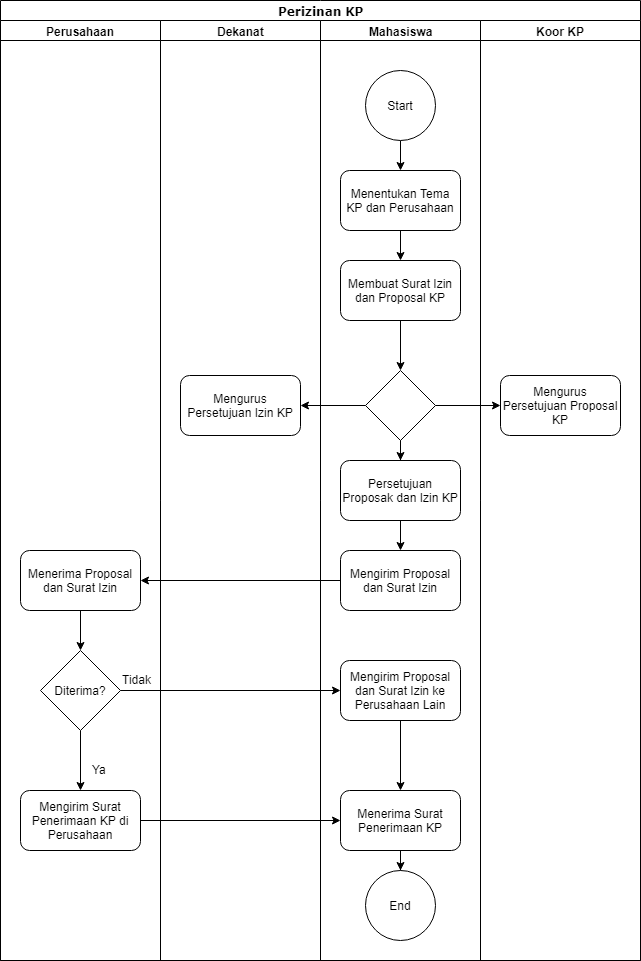 Perizinan KP
Perusahaan
Dekanat
Mahasiswa
Koor KP
Start
Menentukan Tema
KP dan Perusahaan
Membuat Surat Izin
dan Proposal KP
Mengurus
Persetujuan Izin KP
Mengurus
Persetujuan Proposal
KP
Persetujuan
Proposak dan Izin KP
Menerima Proposal
dan Surat Izin
Mengirim Proposal
dan Surat Izin
Diterima?
Tidak
Mengirim Proposal
dan Surat Izin ke
Perusahaan Lain
Ya
Mengirim Surat
Penerimaan KP di
Perusahaan
Menerima Surat
Penerimaan KP
End